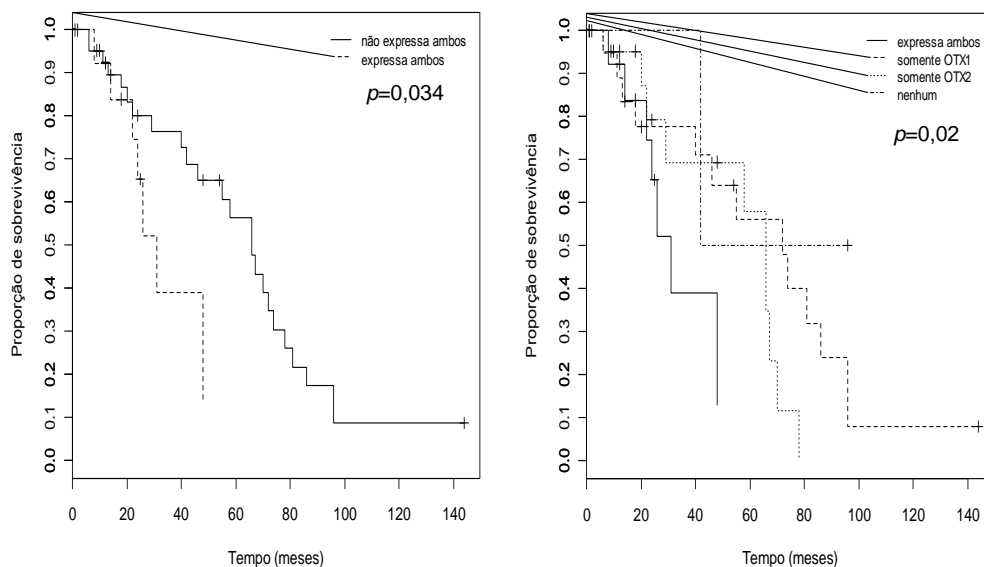 não expressa ambos
expressa ambos
p=0,034
Proporção de sobrevivência
1.0
0.9
0.8
0.7
0.6
0.5
0.4
0.3
0.2
0.1
0.0
0 20 40 60 80 100 120 140
Tempo (meses)
expressa ambos
somente OTX1
somente OTX2
nenhum
p=0,02
Proporção de sobrevivência
1.0
0.9
0.8
0.7
0.6
0.5
0.4
0.3
0.2
0.1
0.0
0 20 40 60 80 100 120 140
Tempo (meses)